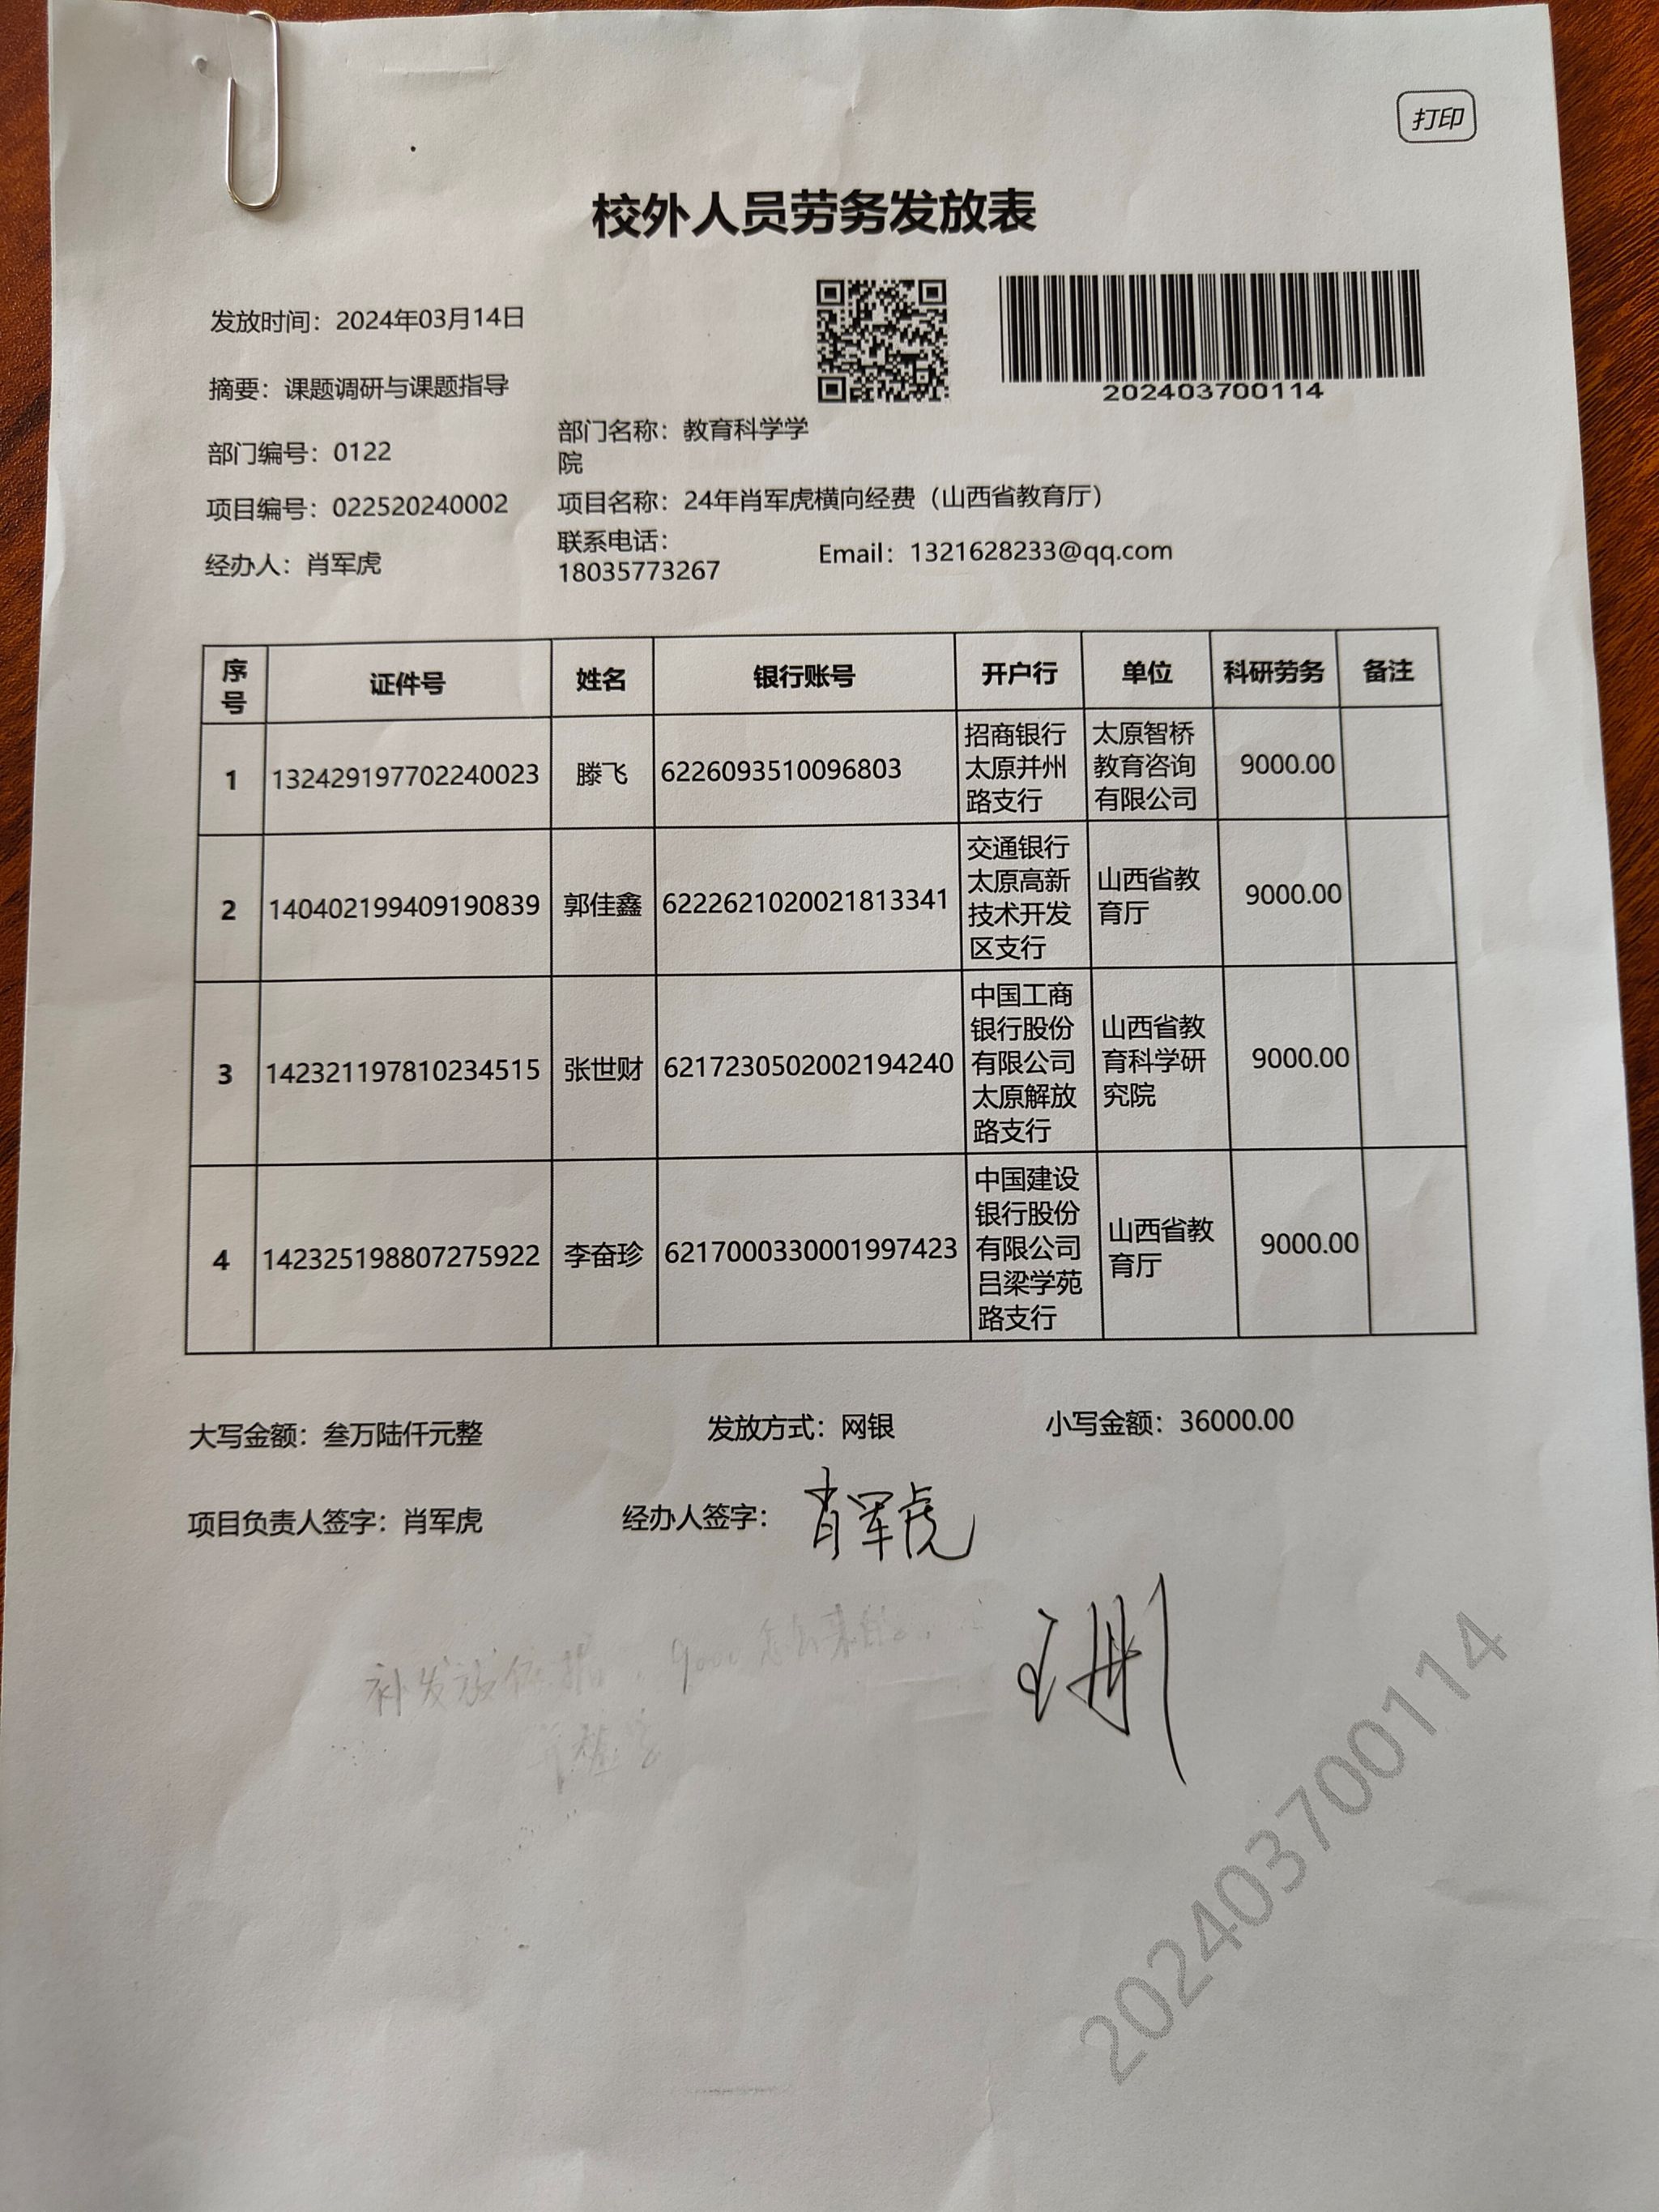 打印
校外人员劳务发放表
发放时间：2024年03月14日
202403700114
摘要：课题调研与课题指导
部门编号：0122
部门名称：教育科学学
院
项目编号：022520240002
项目名称：24年肖军虎横向经费（山西省教育厅）
经办人：肖军虎
联系电话：
18035773267
Email：1321628233@qq.com
序
号
证件号
姓名
银行账号
开户行
单位
科研劳务
备注
1
132429197702240023
滕飞
6226093510096803
招商银行
太原并州
路支行
太原智桥
教育咨询
有限公司
9000.00
2
140402199409190839
郭佳鑫
6222621020021813341
交通银行
太原高新
技术开发
区支行
山西省教
育厅
9000.00
3
142321197810234515
张世财
6217230502002194240
中国工商
银行股份
有限公司
太原解放
路支行
山西省教
育科学研
究院
9000.00
4
142325198807275922
李奋珍
6217000330001997423
中国建设
银行股份
有限公司
吕梁学苑
路支行
山西省教
育厅
9000.00
大写金额：叁万陆仟元整
发放方式：网银
小写金额：36000.00
项目负责人签字：肖军虎
经办人签字：肖军虎
补发放依据，9000怎么来的。
202403700114